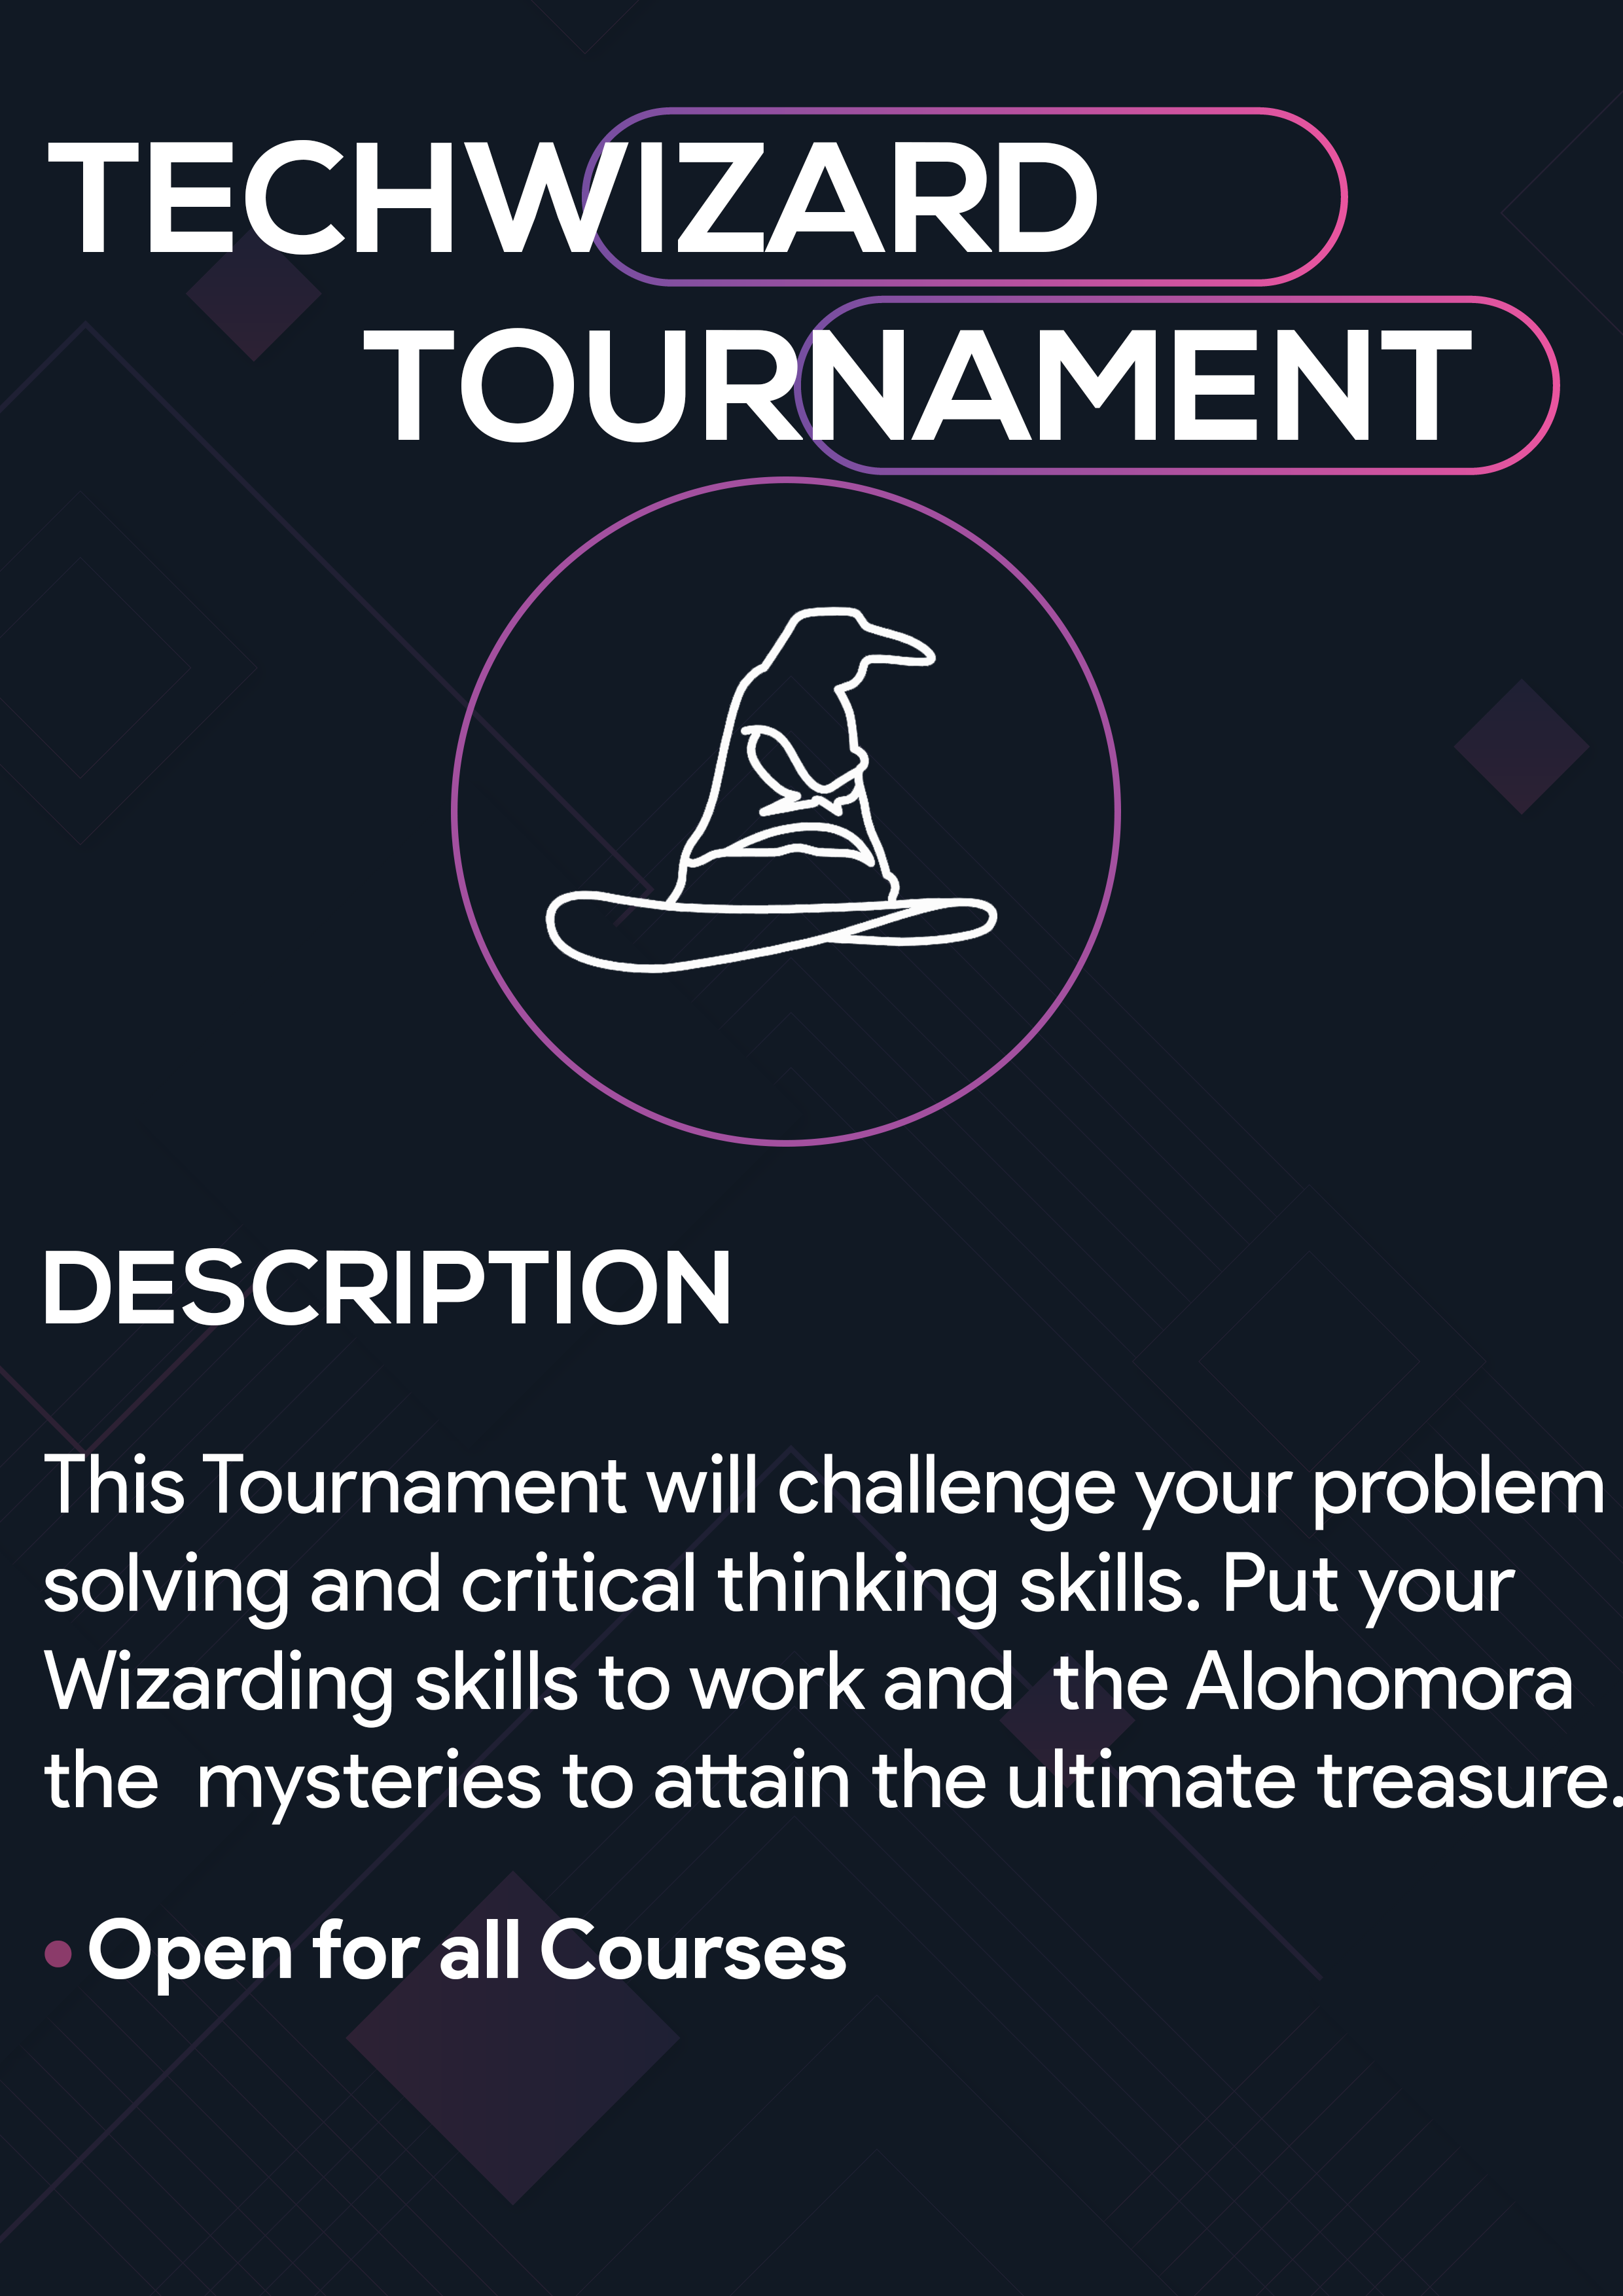 TECHWIZARD
TOURNAMENT
DESCRIPTION
This Tournament will challenge your problem
solving and critical thinking skills. Put your
Wizarding skills to work and  the Alohomora
the  mysteries to attain the ultimate treasure.
• Open for all Courses